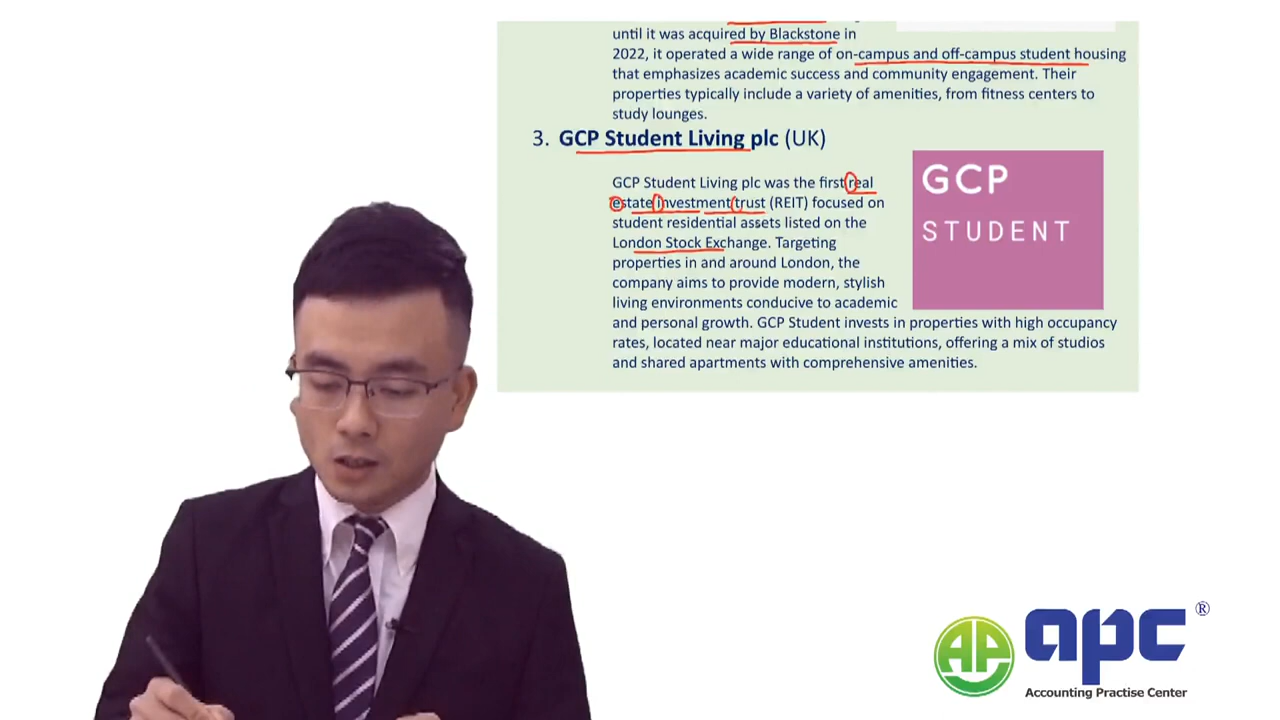 until it was acquired by Blackstone in
2022, it operated a wide range of on-campus and off-campus student housing
that emphasizes academic success and community engagement. Their
properties typically include a variety of amenities, from fitness centers to
study lounges.
3. GCP Student Living plc (UK)
GCP Student Living plc was the first real
estate investment trust (REIT) focused on
student residential assets listed on the
London Stock Exchange. Targeting
properties in and around London, the
company aims to provide modern, stylish
living environments conducive to academic
and personal growth. GCP Student invests in properties with high occupancy
rates, located near major educational institutions, offering a mix of studios
and shared apartments with comprehensive amenities.
GCP
STUDENT
AP apc ®
Accounting Practise Center